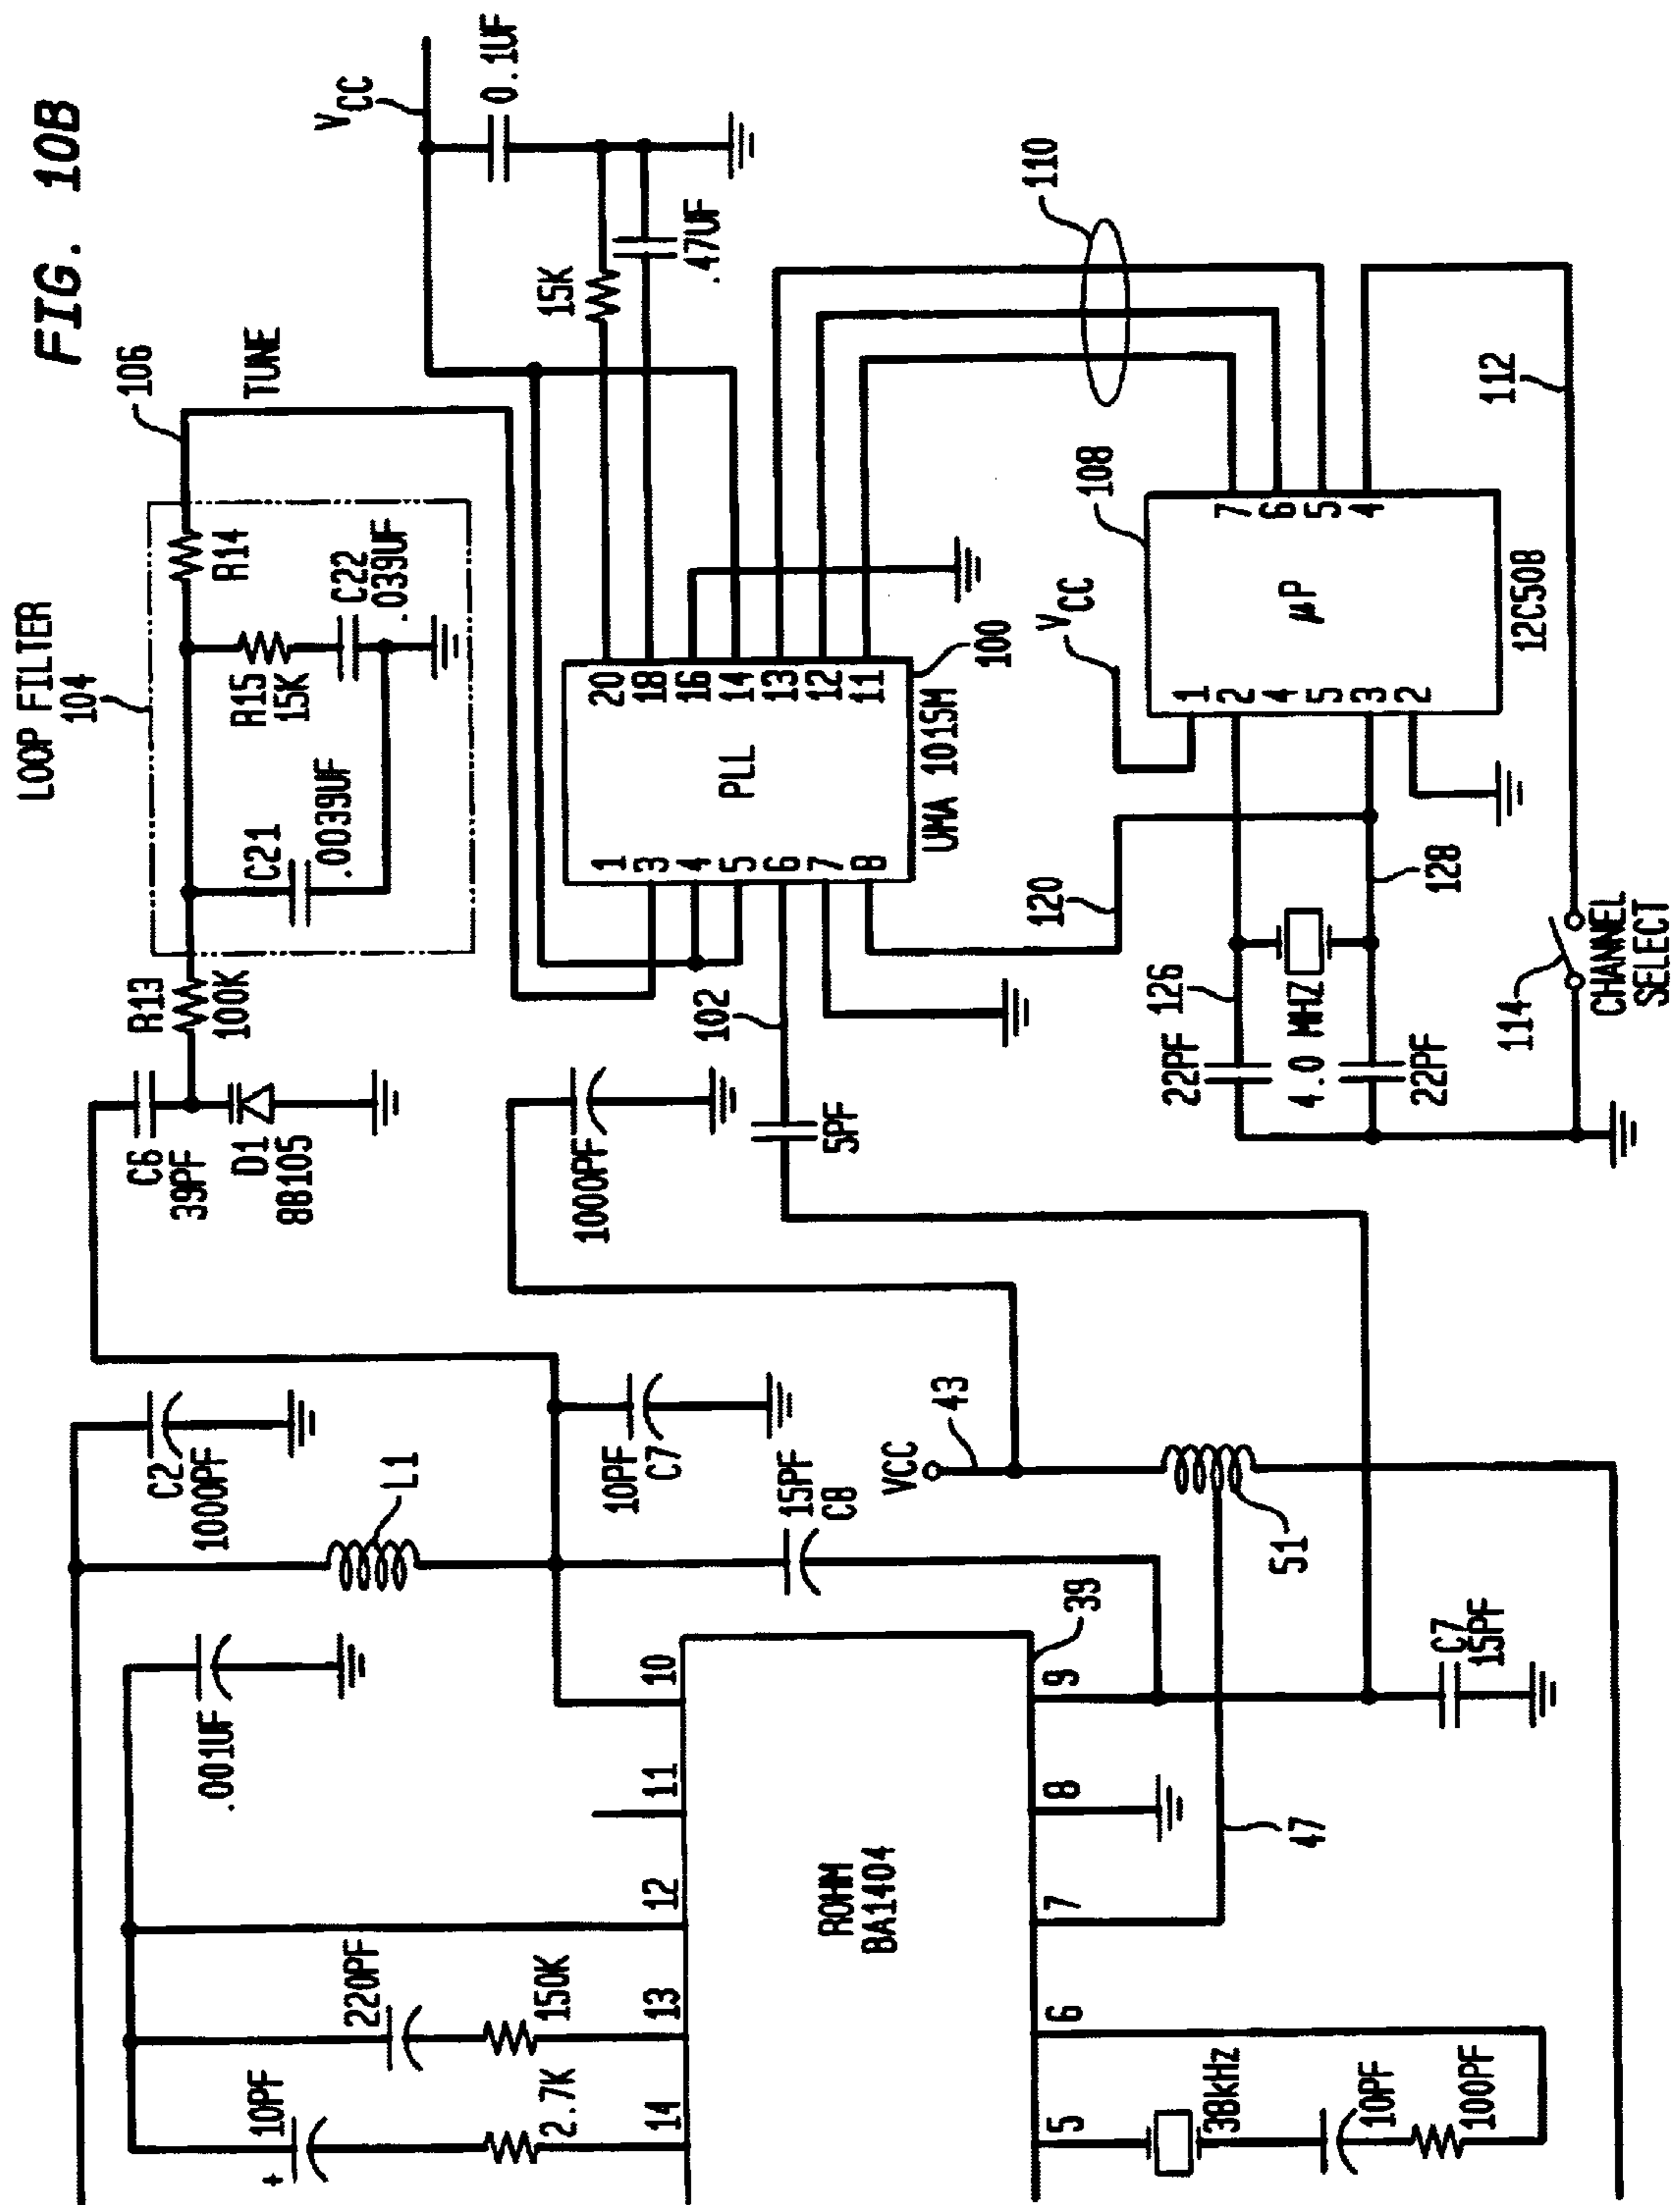 FIG. 10B
LOOP FILTER
104
106
TUNE
R14
R15
15K
C22
.039UF
C21
.0039UF
R13
100K
C6
39PF
D1
BB105
VCC
0.1UF
15K
.47UF
20
18
16
14
13
12
11
PLL
1
3
4
5
6
7
8
UMA 1015M
100
102
110
108
VCC
µP
12C508
7
6
5
4
1
2
4
5
3
2
112
120
128
126
22PF
4.0 MHZ
22PF
114
CHANNEL
SELECT
1000PF
5PF
C2
1000PF
L1
10PF
C7
15PF
C8
VCC
43
51
39
C7
15PF
47
.001UF
220PF
150K
10PF
+
2.7K
14
13
12
11
10
ROHM
BA1404
5
6
7
8
9
38kHz
10PF
100PF